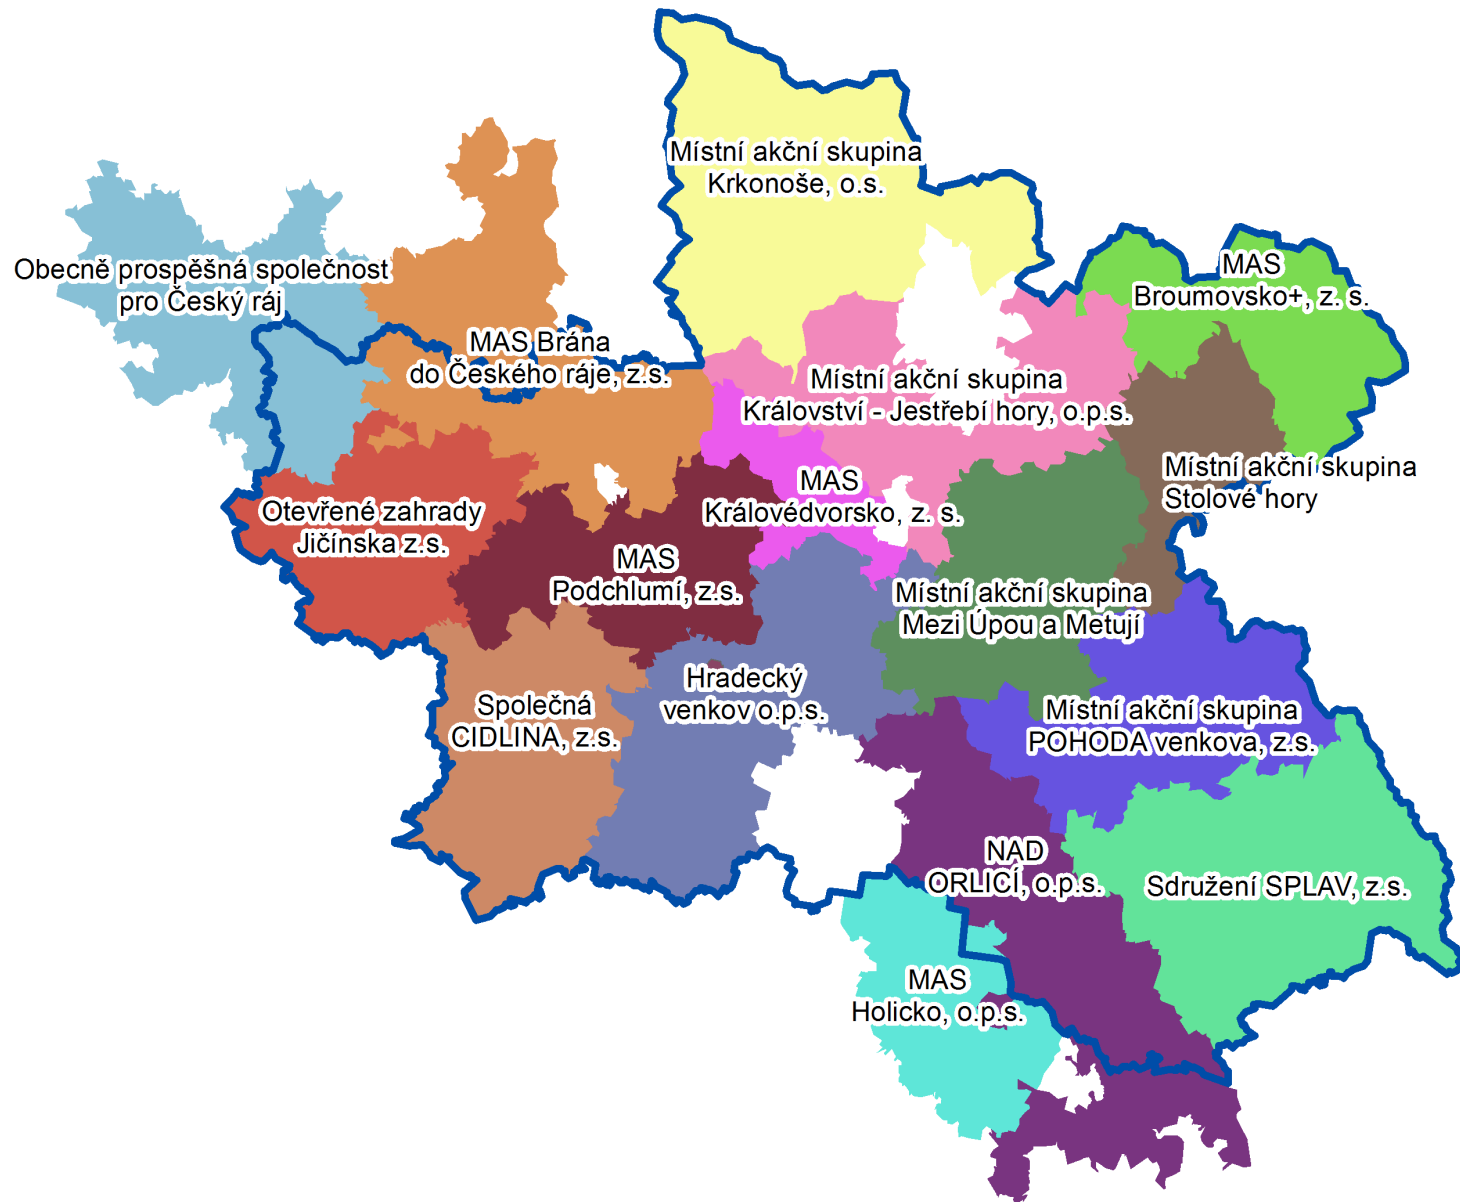 Místní akční skupina
Krkonoše, o.s.
Obecně prospěšná společnost
pro Český ráj
MAS
Broumovsko+, z. s.
MAS Brána
do Českého ráje, z.s.
Místní akční skupina
Království - Jestřebí hory, o.p.s.
Místní akční skupina
Stolové hory
MAS
Královédvorsko, z. s.
Otevřené zahrady
Jičínska z.s.
MAS
Podchlumí, z.s.
Místní akční skupina
Mezi Úpou a Metují
Hradecký
venkov o.p.s.
Společná
CIDLINA, z.s.
Místní akční skupina
POHODA venkova, z.s.
NAD
ORLICÍ, o.p.s.
Sdružení SPLAV, z.s.
MAS
Holicko, o.p.s.